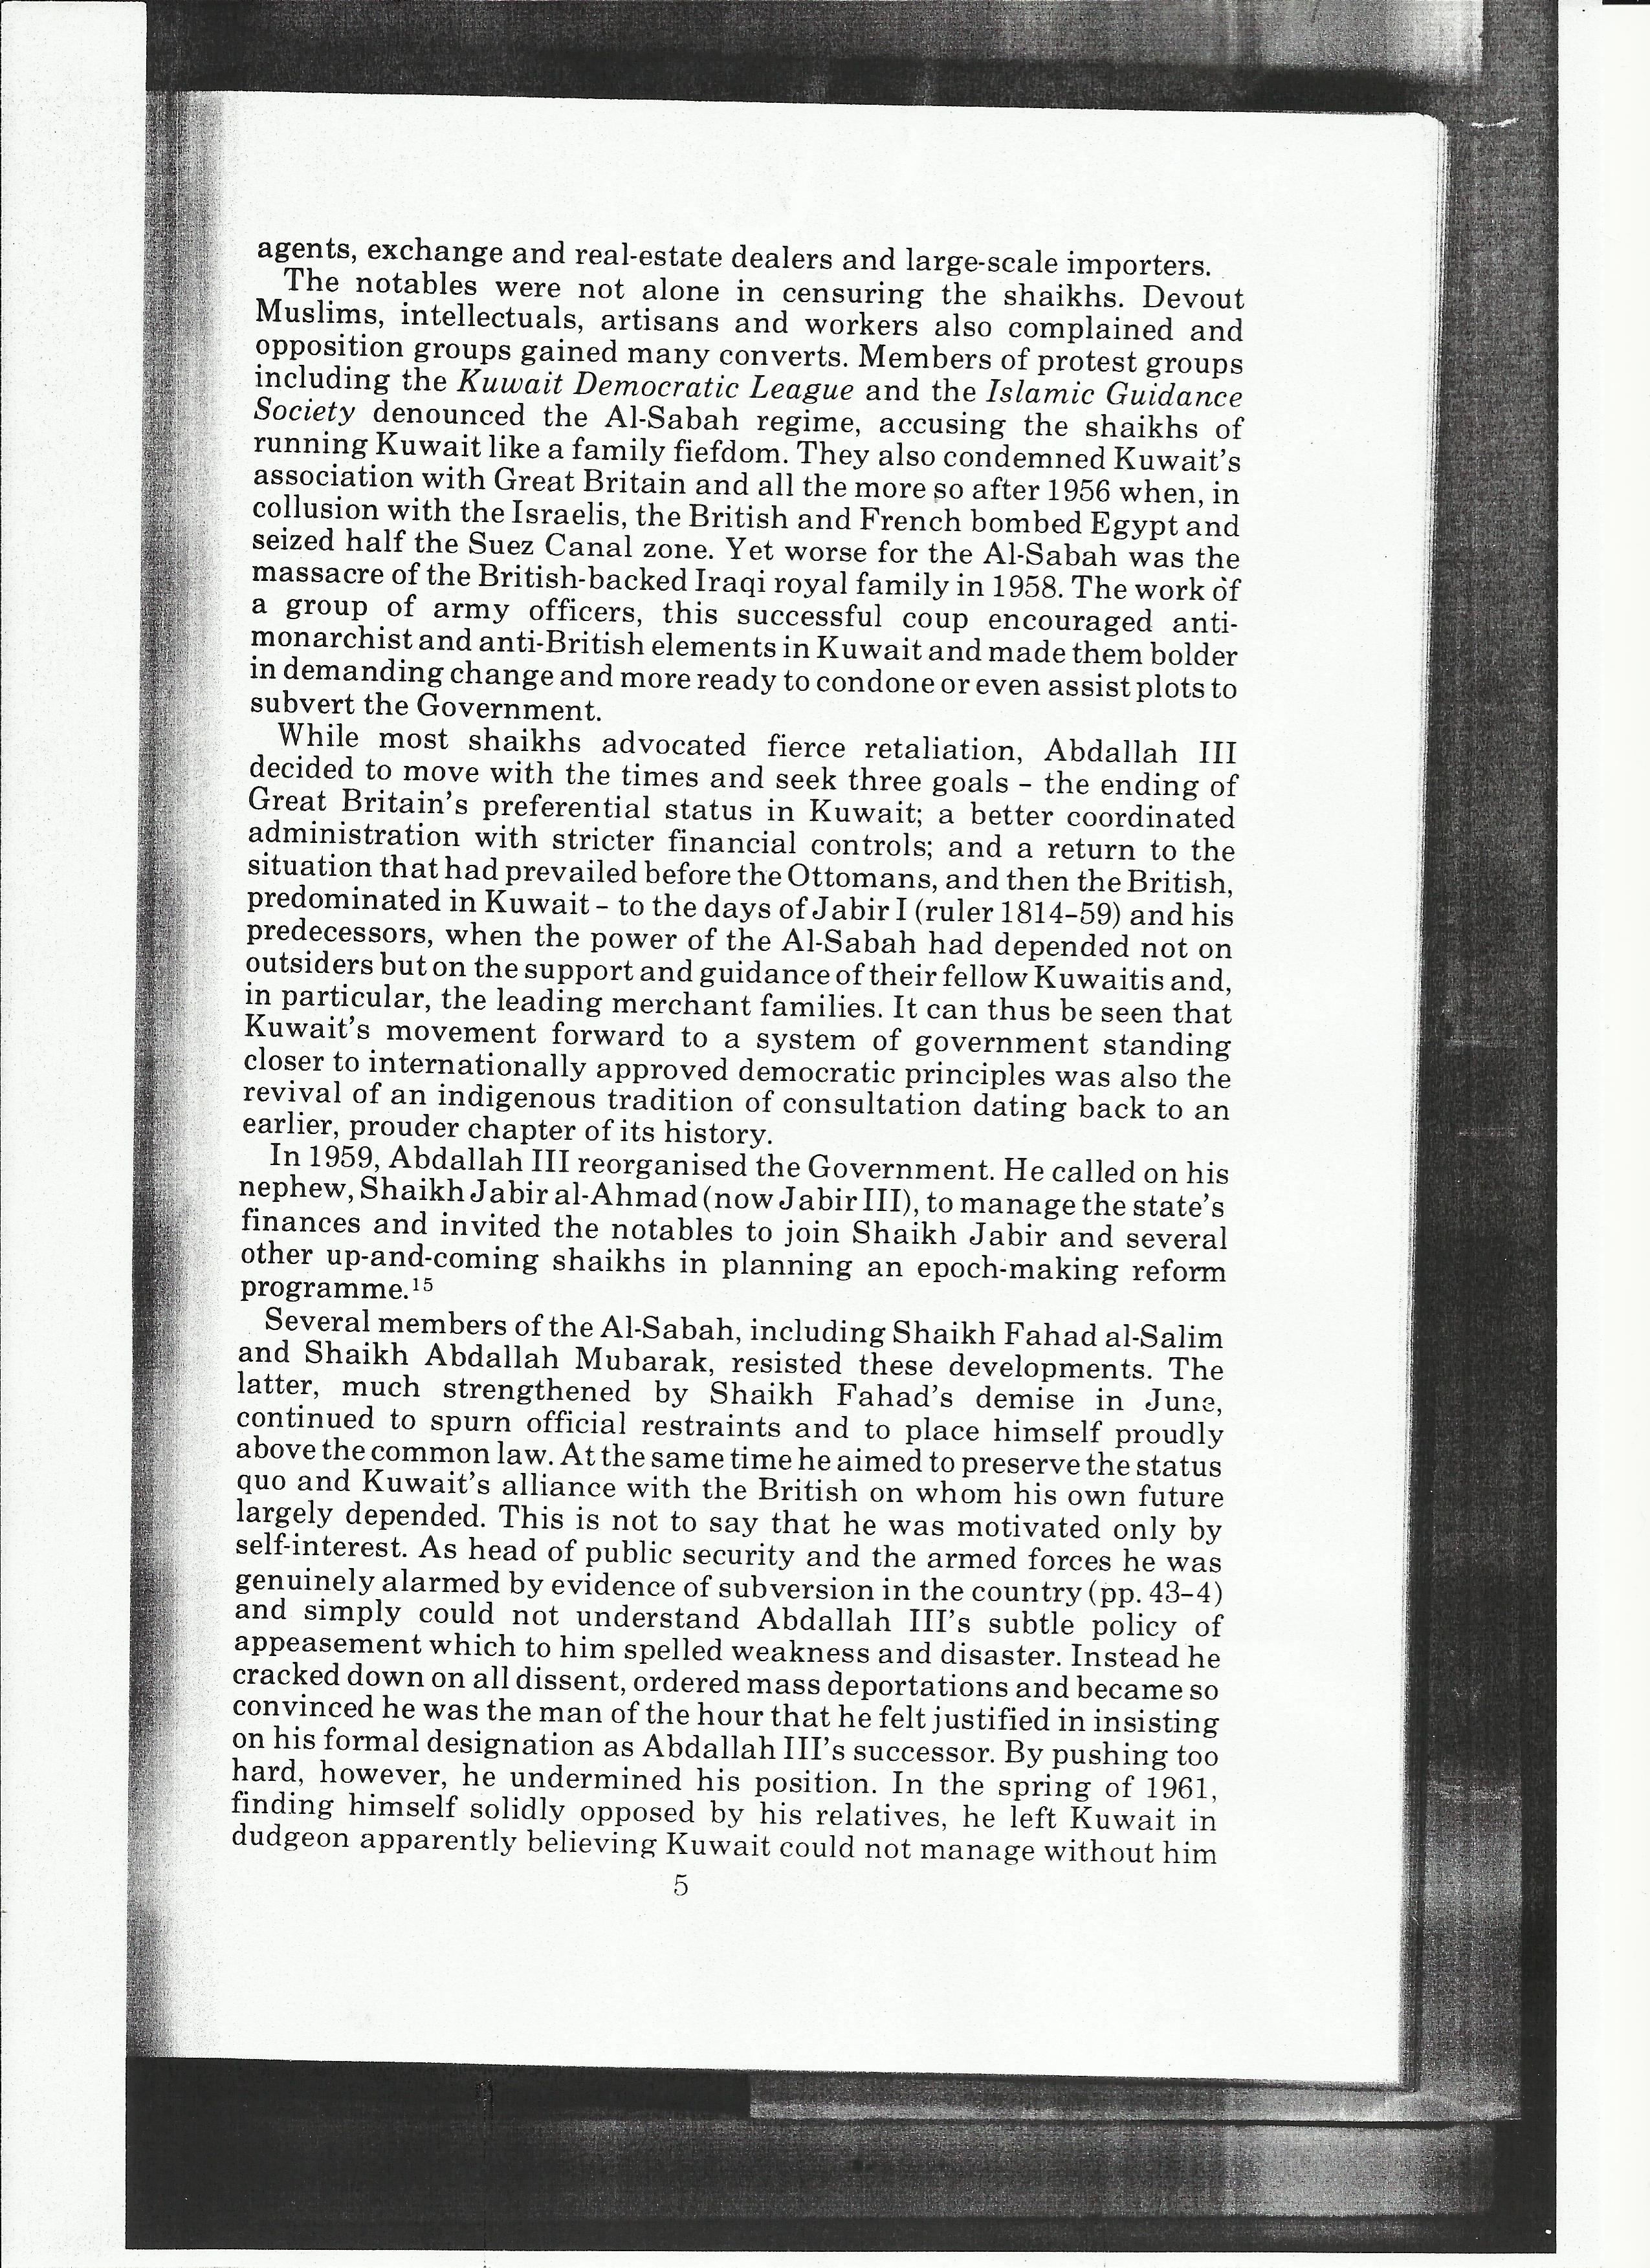 agents, exchange and real-estate dealers and large-scale importers.
The notables were not alone in censuring the shaikhs. Devout
Muslims, intellectuals, artisans and workers also complained and
opposition groups gained many converts. Members of protest groups
including the Kuwait Democratic League and the Islamic Guidance
Society denounced the Al-Sabah regime, accusing the shaikhs of
running Kuwait like a family fiefdom. They also condemned Kuwait's
association with Great Britain and all the more so after 1956 when, in
collusion with the Israelis, the British and French bombed Egypt and
seized half the Suez Canal zone. Yet worse for the Al-Sabah was the
massacre of the British-backed Iraqi royal family in 1958. The work of
a group of army officers, this successful coup encouraged anti-
monarchist and anti-British elements in Kuwait and made them bolder
in demanding change and more ready to condone or even assist plots to
subvert the Government.
While most shaikhs advocated fierce retaliation, Abdallah III
decided to move with the times and seek three goals – the ending of
Great Britain's preferential status in Kuwait; a better coordinated
administration with stricter financial controls; and a return to the
situation that had prevailed before the Ottomans, and then the British,
predominated in Kuwait – to the days of Jabir I (ruler 1814–59) and his
predecessors, when the power of the Al-Sabah had depended not on
outsiders but on the support and guidance of their fellow Kuwaitis and,
in particular, the leading merchant families. It can thus be seen that
Kuwait's movement forward to a system of government standing
closer to internationally approved democratic principles was also the
revival of an indigenous tradition of consultation dating back to an
earlier, prouder chapter of its history.
In 1959, Abdallah III reorganised the Government. He called on his
nephew, Shaikh Jabir al-Ahmad (now Jabir III), to manage the state's
finances and invited the notables to join Shaikh Jabir and several
other up-and-coming shaikhs in planning an epoch-making reform
programme.¹⁵
Several members of the Al-Sabah, including Shaikh Fahad al-Salim
and Shaikh Abdallah Mubarak, resisted these developments. The
latter, much strengthened by Shaikh Fahad's demise in June,
continued to spurn official restraints and to place himself proudly
above the common law. At the same time he aimed to preserve the status
quo and Kuwait's alliance with the British on whom his own future
largely depended. This is not to say that he was motivated only by
self-interest. As head of public security and the armed forces he was
genuinely alarmed by evidence of subversion in the country (pp. 43–4)
and simply could not understand Abdallah III's subtle policy of
appeasement which to him spelled weakness and disaster. Instead he
cracked down on all dissent, ordered mass deportations and became so
convinced he was the man of the hour that he felt justified in insisting
on his formal designation as Abdallah III's successor. By pushing too
hard, however, he undermined his position. In the spring of 1961,
finding himself solidly opposed by his relatives, he left Kuwait in
dudgeon apparently believing Kuwait could not manage without him
5